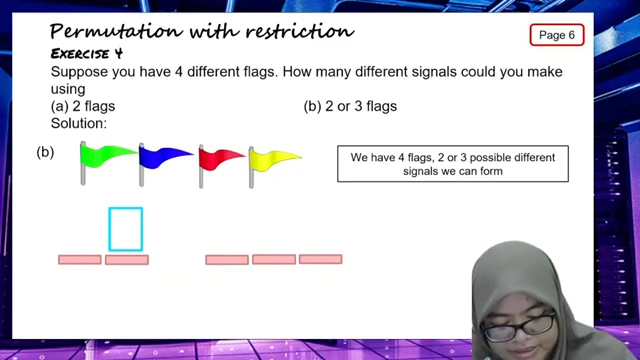 Permutation with restriction
Page 6
Exercise 4
Suppose you have 4 different flags. How many different signals could you make
using
(a) 2 flags
(b) 2 or 3 flags
Solution:
(b)
We have 4 flags, 2 or 3 possible different
signals we can form